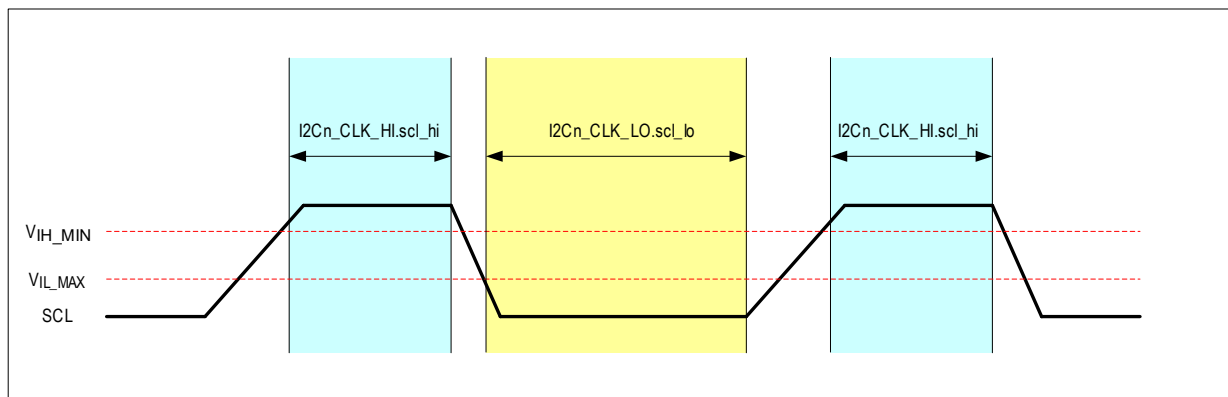 I2Cn_CLK_HI.scl_hi
I2Cn_CLK_LO.scl_lo
I2Cn_CLK_HI.scl_hi
VIH_MIN
VIL_MAX
SCL